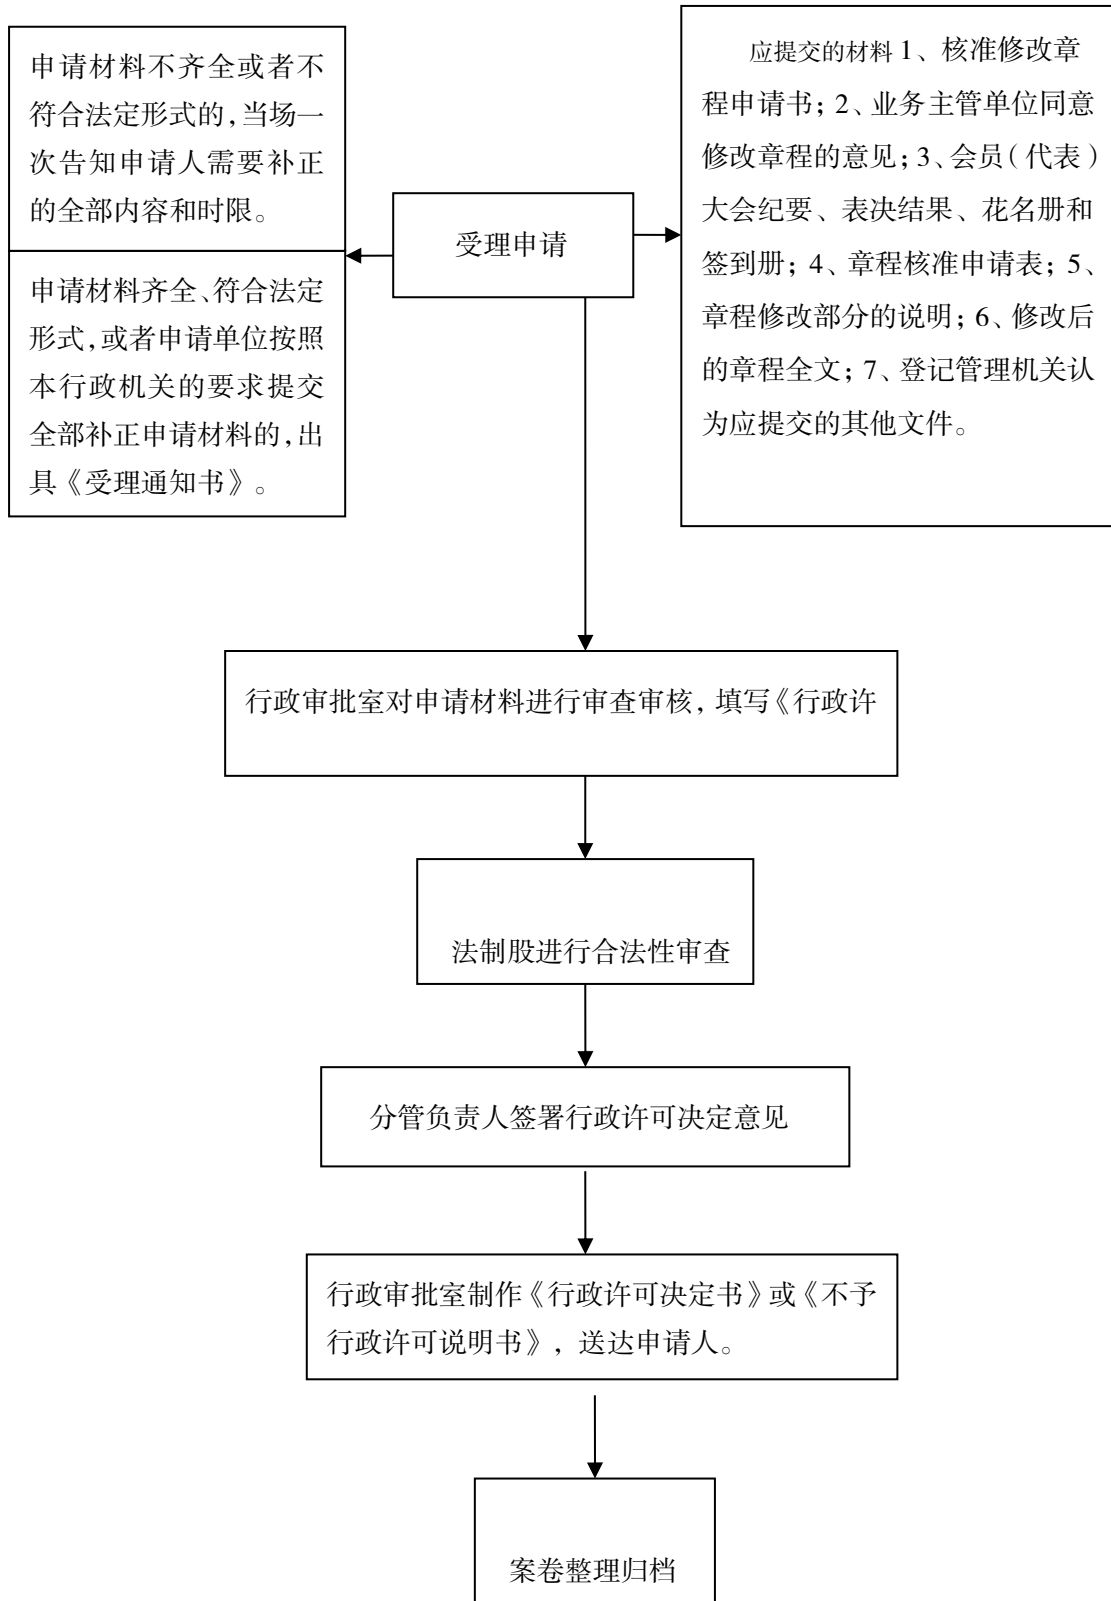 申请材料不齐全或者不
符合法定形式的，当场一
次告知申请人需要补正
的全部内容和时限。
申请材料齐全、符合法定
形式，或者申请单位按照
本行政机关的要求提交
全部补正申请材料的，出
具《受理通知书》。
受理申请
应提交的材料 1、核准修改章
程申请书；2、业务主管单位同意
修改章程的意见；3、会员（代表）
大会纪要、表决结果、花名册和
签到册；4、章程核准申请表；5、
章程修改部分的说明；6、修改后
的章程全文；7、登记管理机关认
为应提交的其他文件。
行政审批室对申请材料进行审查审核，填写《行政许
法制股进行合法性审查
分管负责人签署行政许可决定意见
行政审批室制作《行政许可决定书》或《不予
行政许可说明书》，送达申请人。
案卷整理归档